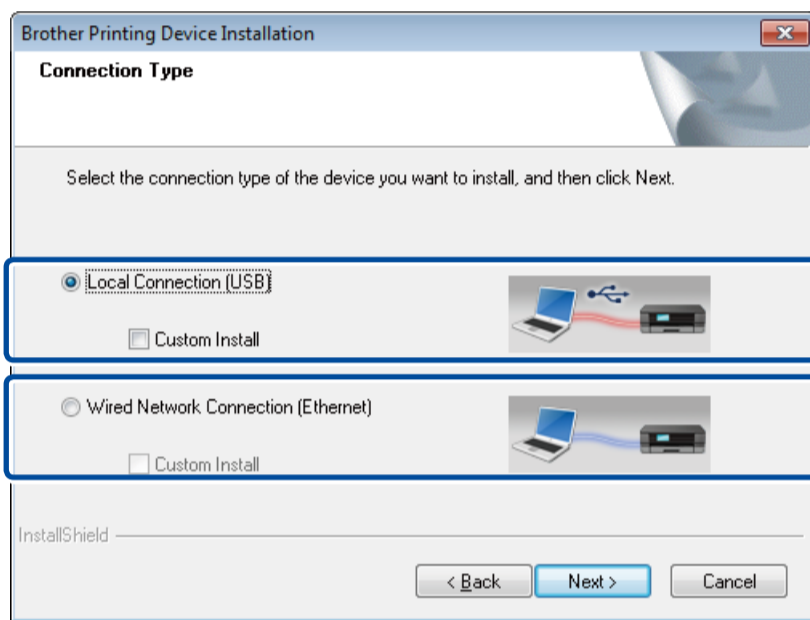 Brother Printing Device Installation
Connection Type
Select the connection type of the device you want to install, and then click Next.
Local Connection (USB)
Custom Install
Wired Network Connection (Ethernet)
Custom Install
InstallShield
< Back Next > Cancel